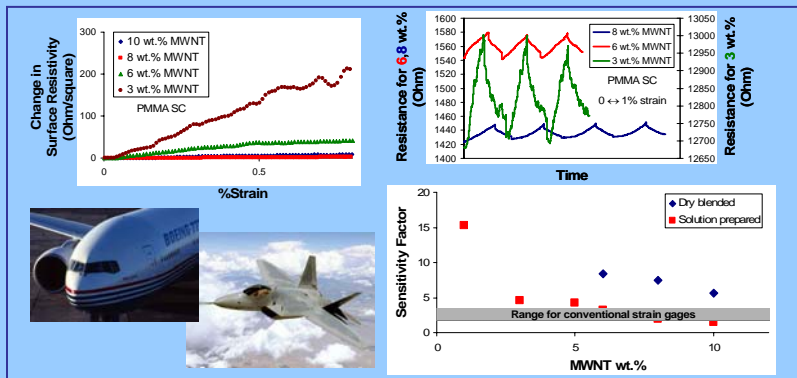 Change in
Surface Resistivity
(Ohm/square)
300
200
100
0
10 wt.% MWNT
8 wt.% MWNT
6 wt.% MWNT
3 wt.% MWNT
PMMA SC
0.5
%Strain
Resistance for 6,8 wt.%
(Ohm)
1600
1580
1560
1540
1520
1500
1480
1460
1440
1420
1400
8 wt.% MWNT
6 wt.% MWNT
3 wt.% MWNT
PMMA SC
0 ↔ 1% strain
13050
13000
12950
12900
12850
12800
12750
12700
12650
Resistance for 3 wt.%
(Ohm)
Time
Sensitivity Factor
20
15
10
5
0
Dry blended
Solution prepared
Range for conventional strain gages
0
5
10
MWNT wt.%